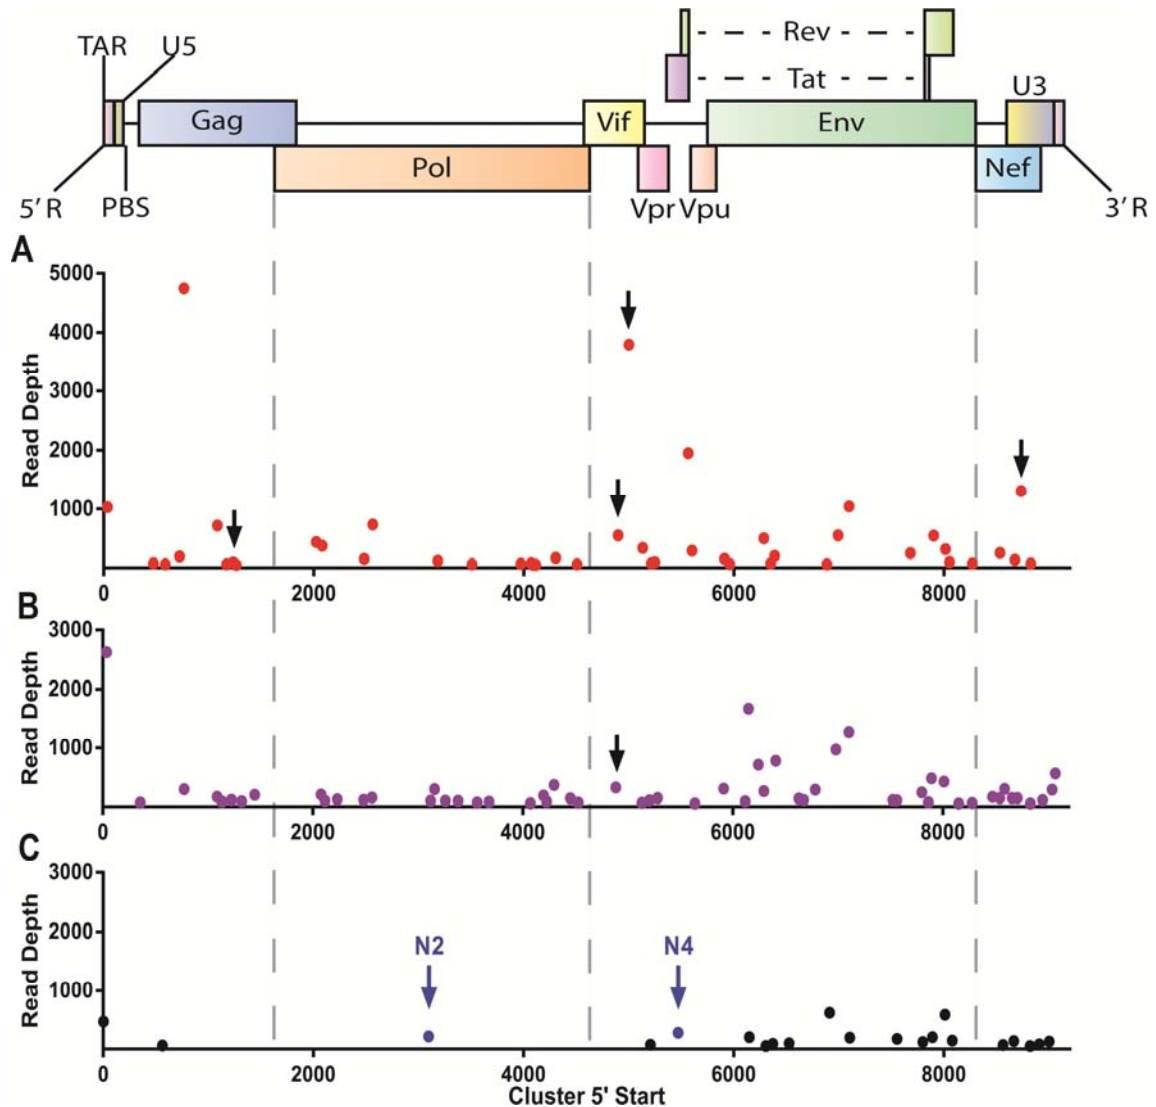 Rev
TAR U5 Tat U3
Gag Vif Env
Pol Nef
5' R PBS Vpr Vpu 3' R
A
5000
4000
3000
2000
1000
Read Depth
0 2000 4000 6000 8000
B
3000
2000
1000
Read Depth
0 2000 4000 6000 8000
C
3000
2000
1000
Read Depth
N2 N4
0 2000 4000 6000 8000
Cluster 5' Start